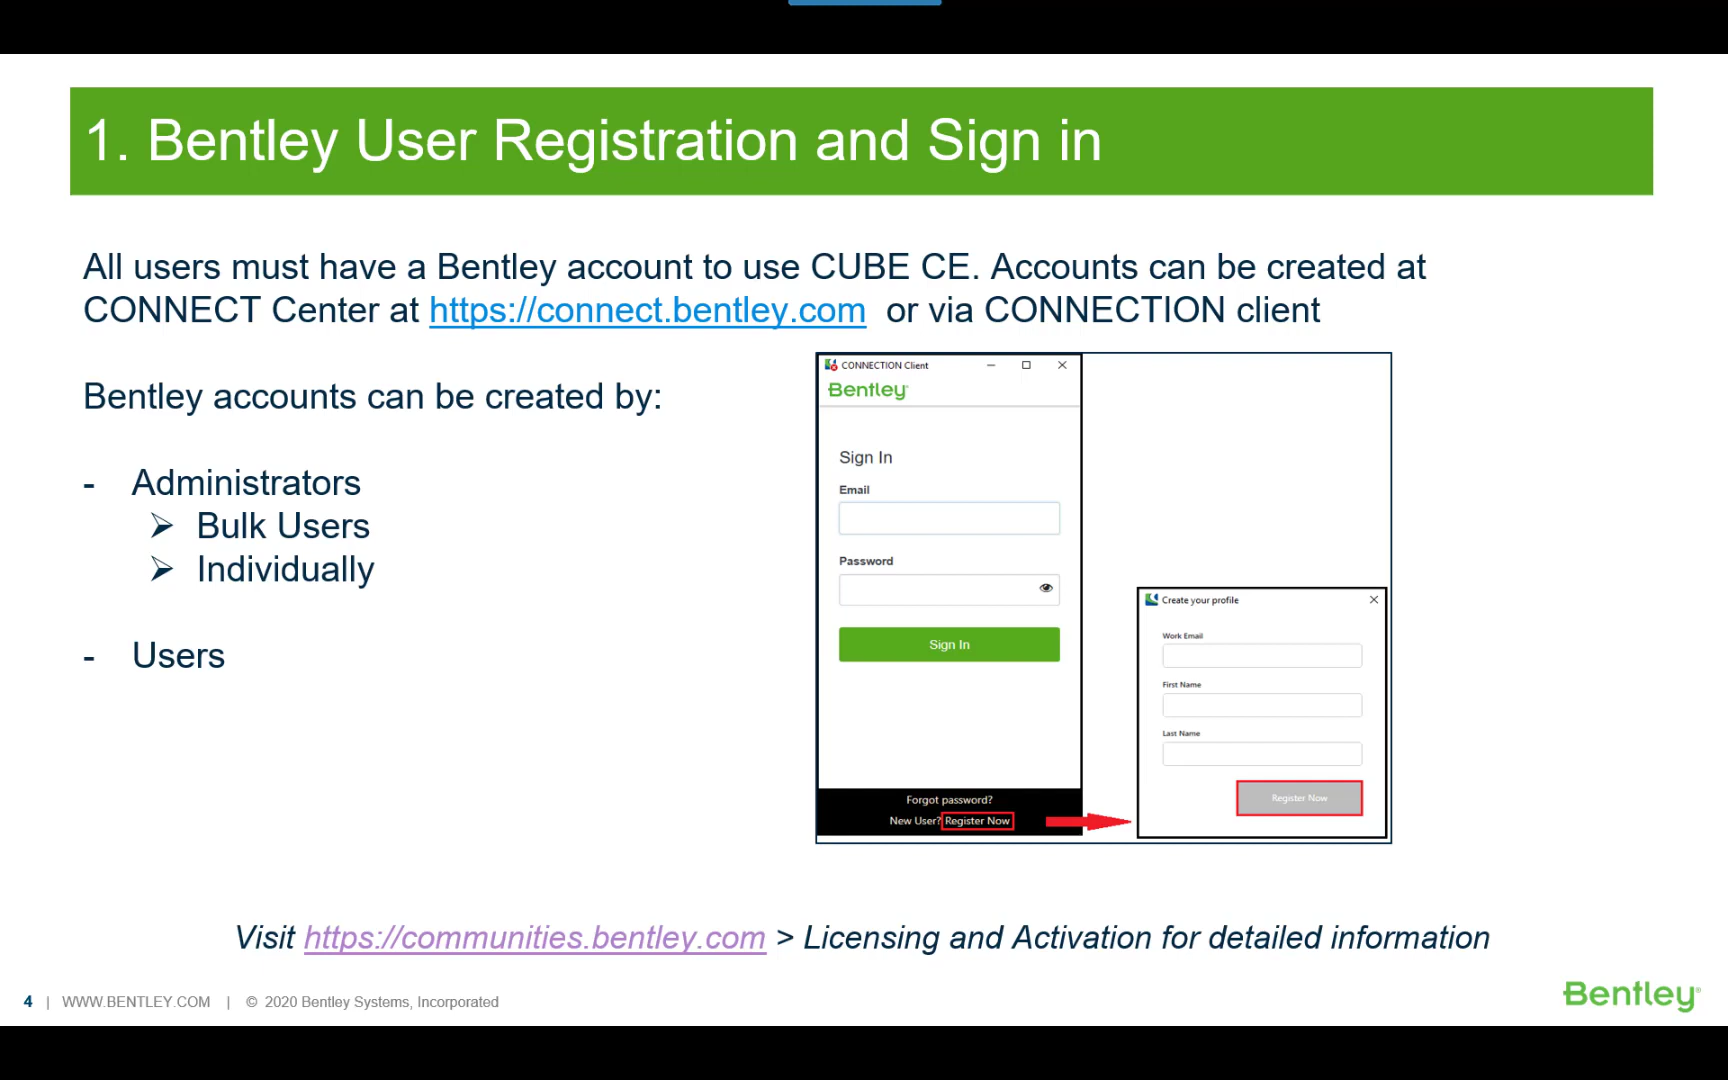 1. Bentley User Registration and Sign in
All users must have a Bentley account to use CUBE CE. Accounts can be created at
CONNECT Center at https://connect.bentley.com or via CONNECTION client
Bentley accounts can be created by:
- Administrators
➢ Bulk Users
➢ Individually
- Users
CONNECTION Client
Bentley®
Sign In
Email
Password
Sign In
Forgot password?
New User? Register Now
Create your profile
Work Email
First Name
Last Name
Register Now
Visit https://communities.bentley.com > Licensing and Activation for detailed information
4 | WWW.BENTLEY.COM | © 2020 Bentley Systems, Incorporated
Bentley®